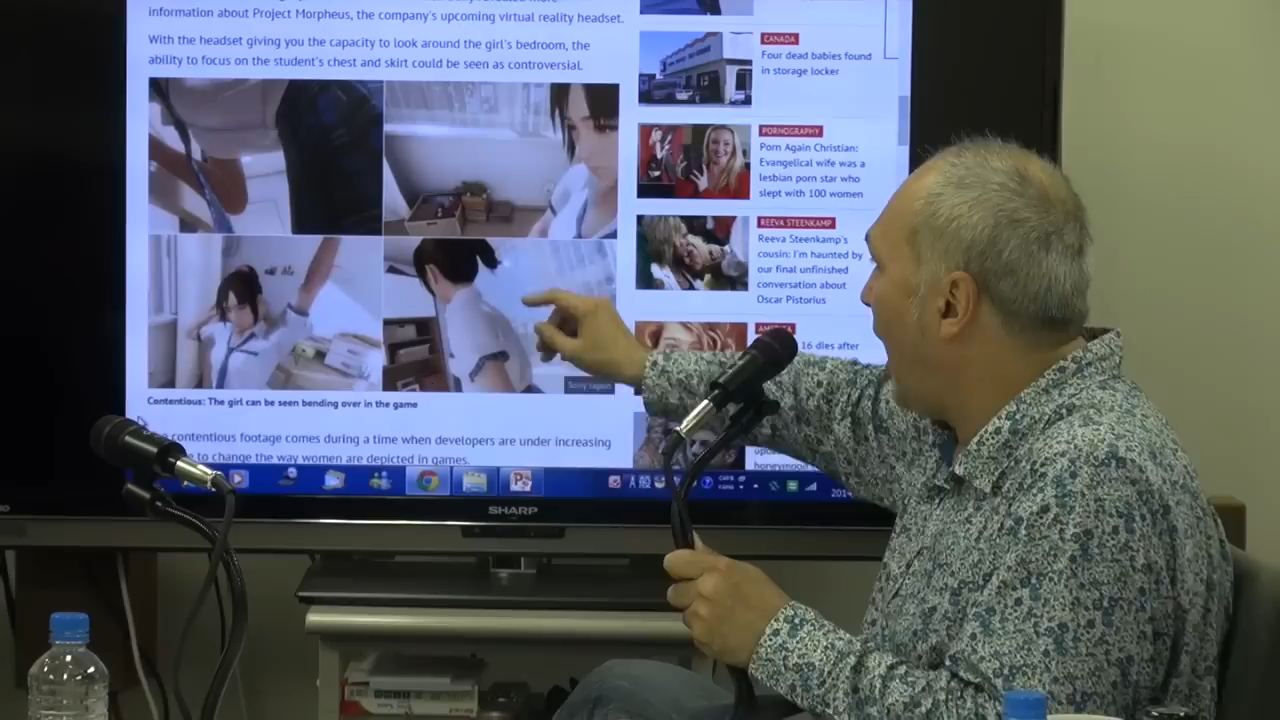 information about Project Morpheus, the company's upcoming virtual reality headset.
With the headset giving you the capacity to look around the girl's bedroom, the
ability to focus on the student's chest and skirt could be seen as controversial.
Contentious: The girl can be seen bending over in the game
contentious footage comes during a time when developers are under increasing
to change the way women are depicted in games.
CANADA
Four dead babies found
in storage locker
PORNOGRAPHY
Porn Again Christian:
Evangelical wife was a
lesbian porn star who
slept with 100 women
REEVA STEENKAMP
Reeva Steenkamp's
cousin: I'm haunted by
our final unfinished
conversation about
Oscar Pistorius
16 dies after
honeymoon
2014
SHARP